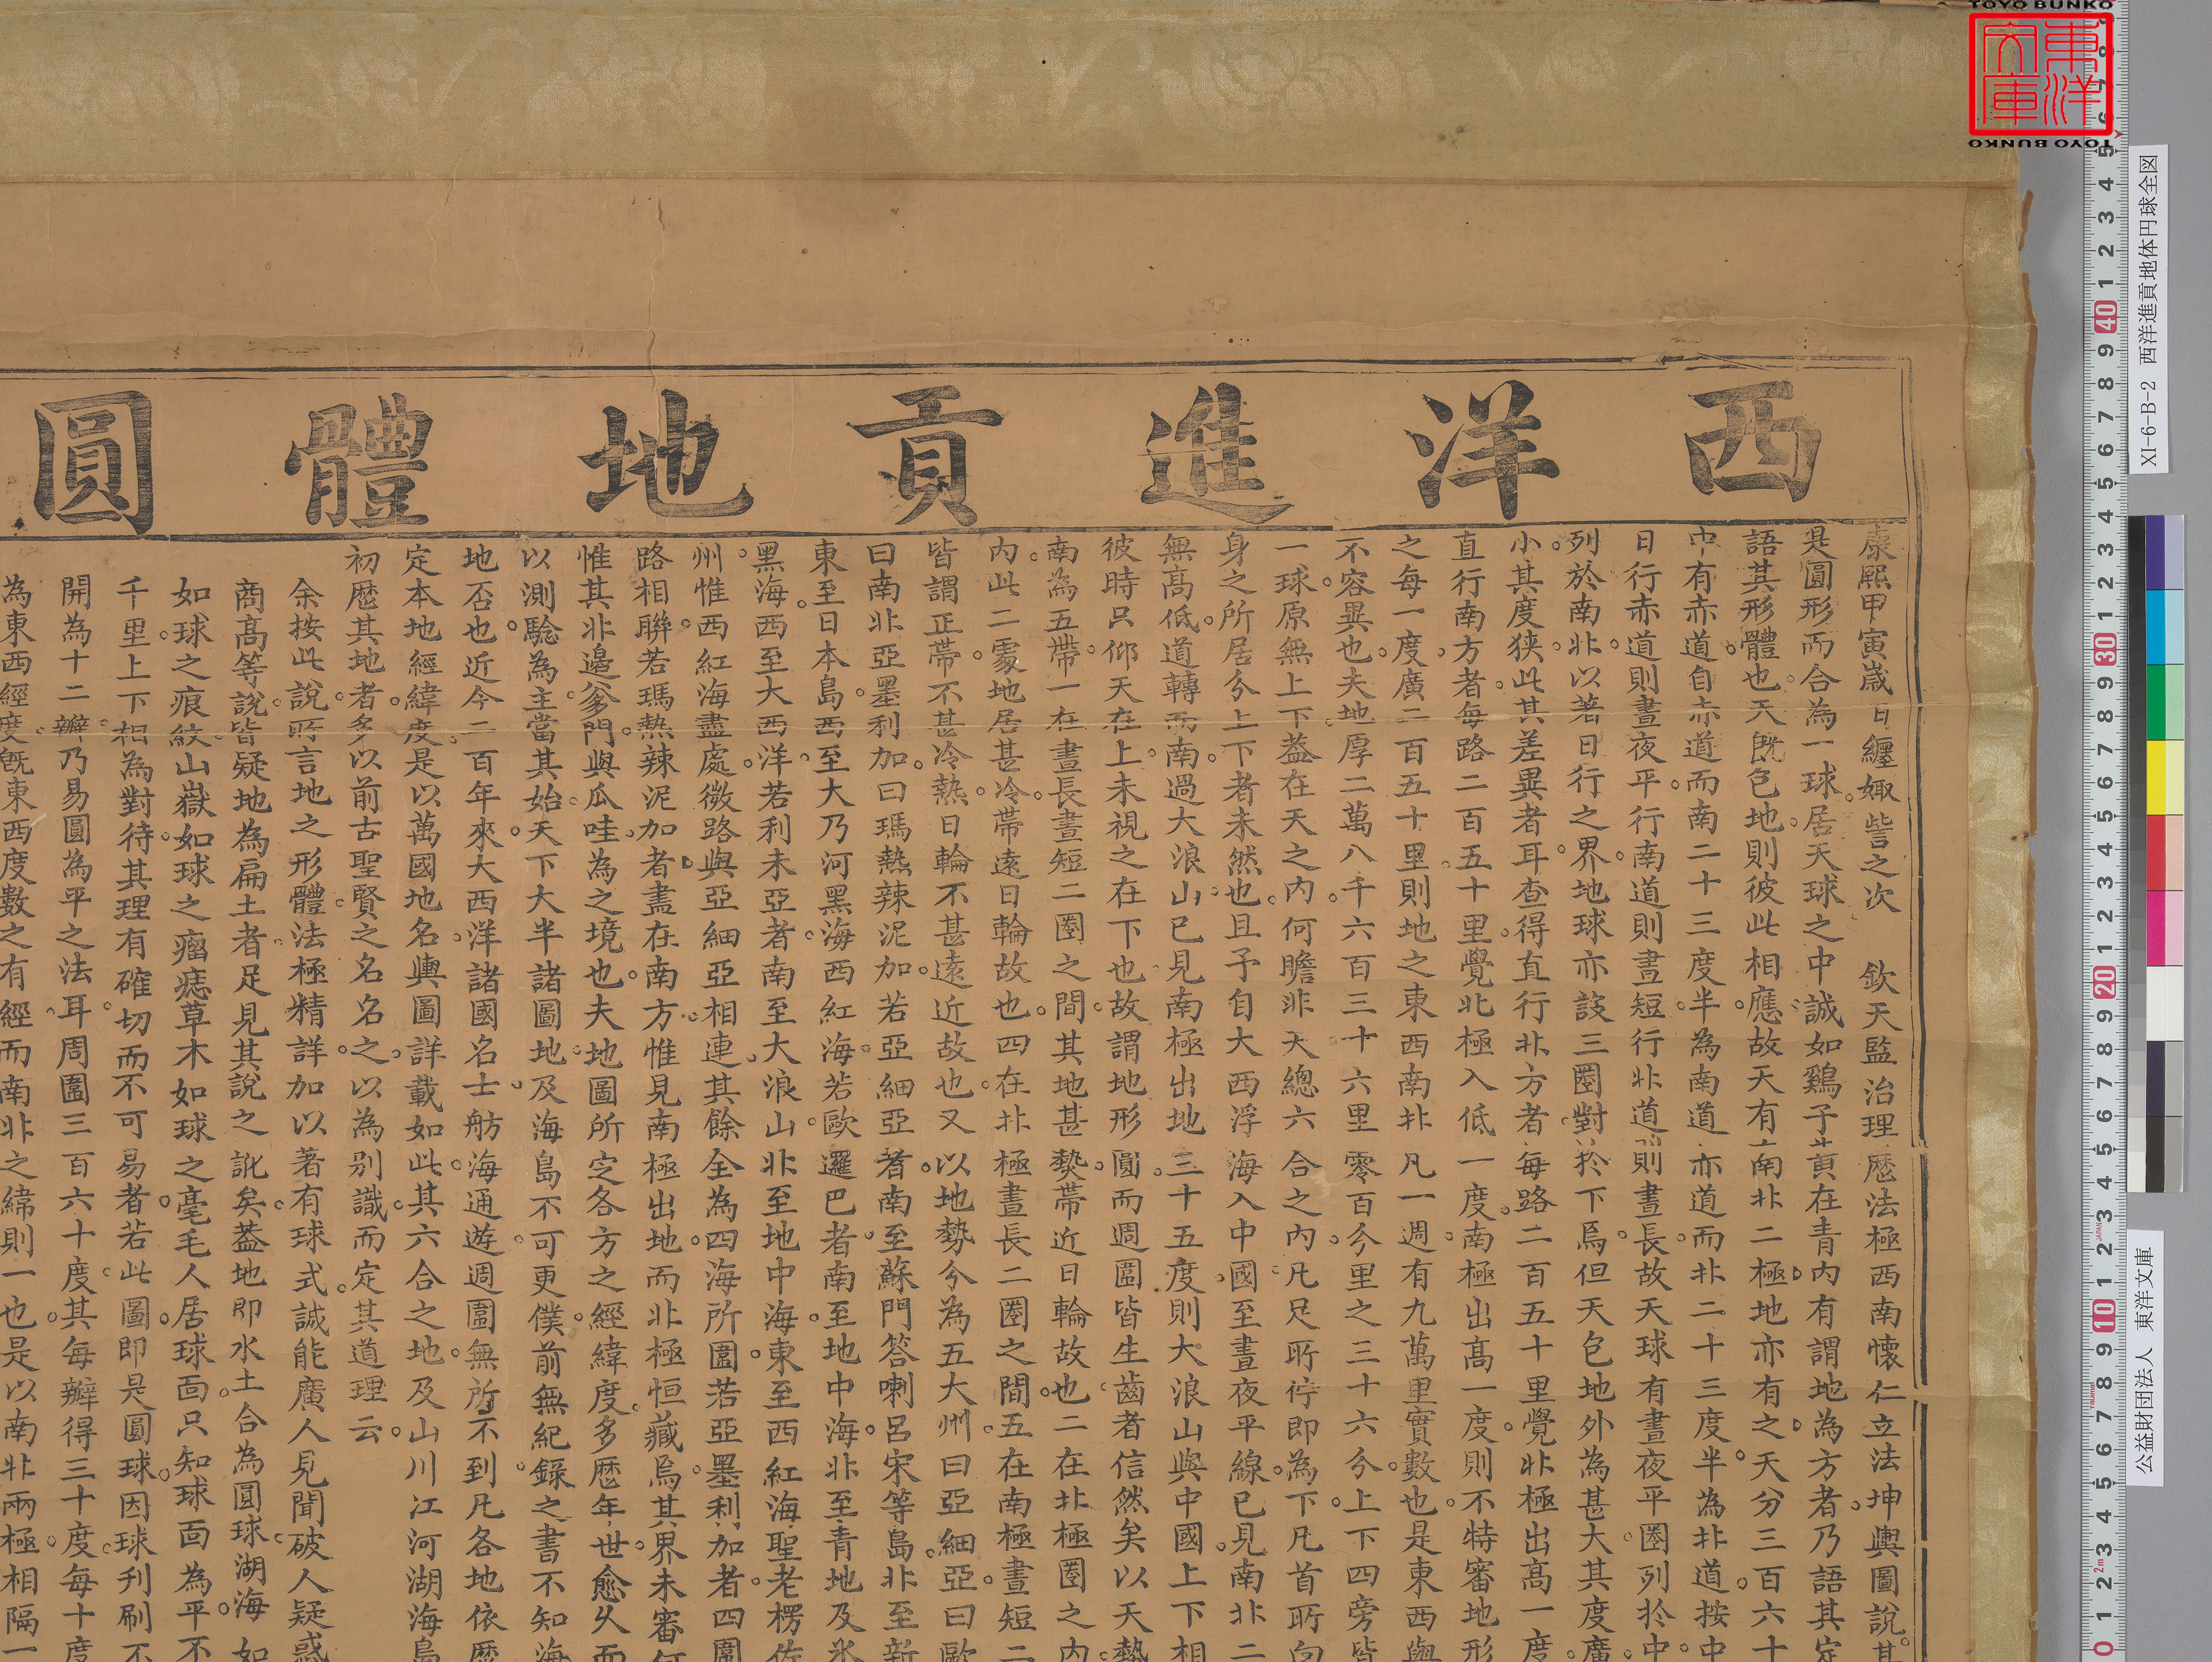 西洋進貢地體圓
康熙甲寅歳日纏娵訾之次　欽天監治理歷法極西南懷仁立法。坤輿圖說。其
是圓形而合為一球。居天球之中。誠如鷄子黃在青内。有謂地為方者。乃語其定
語其形體也。天既包地。則彼此相應。故天有南北二極。地亦有之。天分三百六十
中有赤道。自赤道而南二十三度半。為南道。赤道而北二十三度半。為北道。按中
日行赤道。則晝夜平。行南道則晝短。行北道則晝長。故天球有晝夜平圈。列於中。
列於南北。以著日行之界。地球亦設三圈。對於下焉。但天包地外為甚大。其度廣。
小。其度狹。此其差異者耳。查得直行北方者。每路二百五十里。覺北極出高一度。
直行南方者。每路二百五十里。覺北極入低一度。南極出高一度。則不特審地形
之每一度廣二百五十里。則地之東西南北。凡一週有九萬里實數也。是東西與
不容異也。夫地厚二萬八千六百三十六里零百分里之三十六分。上下四旁皆
一球。原無上下。葢在天之内。何瞻非天。總六合之内。凡足所佇即為下。凡首所向
身之所居分上下者。未然也。且予自大西浮海入中國。至晝夜平線。已見南北二
無高低。道轉而南。過大浪山。已見南極出地三十五度。則大浪山與中國。上下相
彼時只仰天在上。未視之在下也。故謂地形圓而週圍皆生齒者。信然矣。以天勢
南為五帶。一在晝長晝短二圈之間。其地甚熱。帶近日輪故也。二在北極圈之内。
内。此二處地居甚冷。帶遠日輪故也。四在北極晝長二圈之間。五在南極晝短二
皆謂正帶。不甚冷熱。日輪不甚遠近故也。又以地勢分為五大州。曰亞細亞。曰歐
曰南北亞墨利加。曰瑪熱辣泥加。若亞細亞者。南至蘇門答喇呂宋等島。北至新
東至日本島。西至大乃河黑海西紅海。若歐邏巴者。南至地中海。北至青地及氷
黑海。西至大西洋。若利未亞者。南至大浪山。北至地中海。東至西紅海聖老楞佐
州。惟西紅海盡處。微路與亞細亞相連。其餘全為四海所圍。若亞墨利加者。四圍
路相聯。若瑪熱辣泥加者。盡在南方。惟見南極出地。而北極恒藏焉。其界未審何
惟其北邊爹門與瓜哇為之境也。夫地圖所定各方之經緯度。多歷年世愈乆而
以測驗為主。當其始天下大半諸圖地及海島。不可更僕。前無紀錄之書。不知海
地否也。近今二百年來。大西洋諸國名士。舫海通遊週圍。無所不到。凡各地依歷
定本地經緯度。是以萬國地名輿圖。詳載如此。其六合之地。及山川江河湖海島
初歷其地者。多以前古聖賢之名名之。以為别識。而定其道理云。
余按此說。所言地之形體。法極精詳。加以著有球式。誠能廣人見聞。破人疑惑
商高等說。皆疑地為扁土者。足見其說之訛矣。葢地即水土合為圓球。湖海如
如球之痕紋。山嶽如球之瘤痣。草木如球之毫毛。人居球面。只知球面為平。不
千里。上下相為對待。其理有確切而不可易者。若此圖即是圓球。因球刋刷不
開為十二瓣。乃易圓為平之法耳。周圍三百六十度。其每瓣得三十度。每十度
為東西經度。既東西度數之有經。而南北之緯則一也。是以南北兩極。相隔一
TOYO BUNKO
東洋文庫
TOYO BUNKO
XI-6-B-2　西洋進貢地体円球全図
公益財団法人　東洋文庫